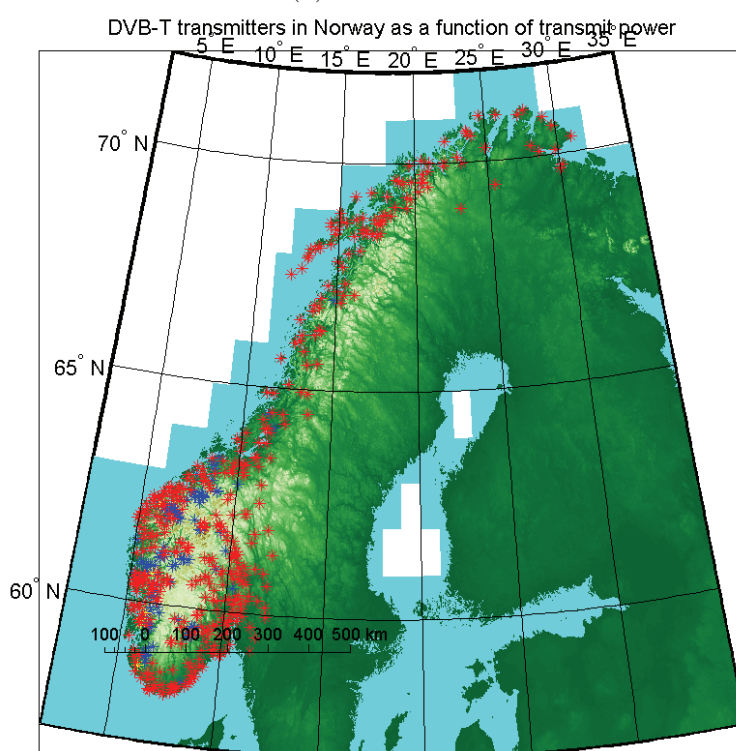 DVB-T transmitters in Norway as a function of transmit power
5° E 10° E 15° E 20° E 25° E 30° E 35° E
70° N
65° N
60° N
100 0 100 200 300 400 500 km